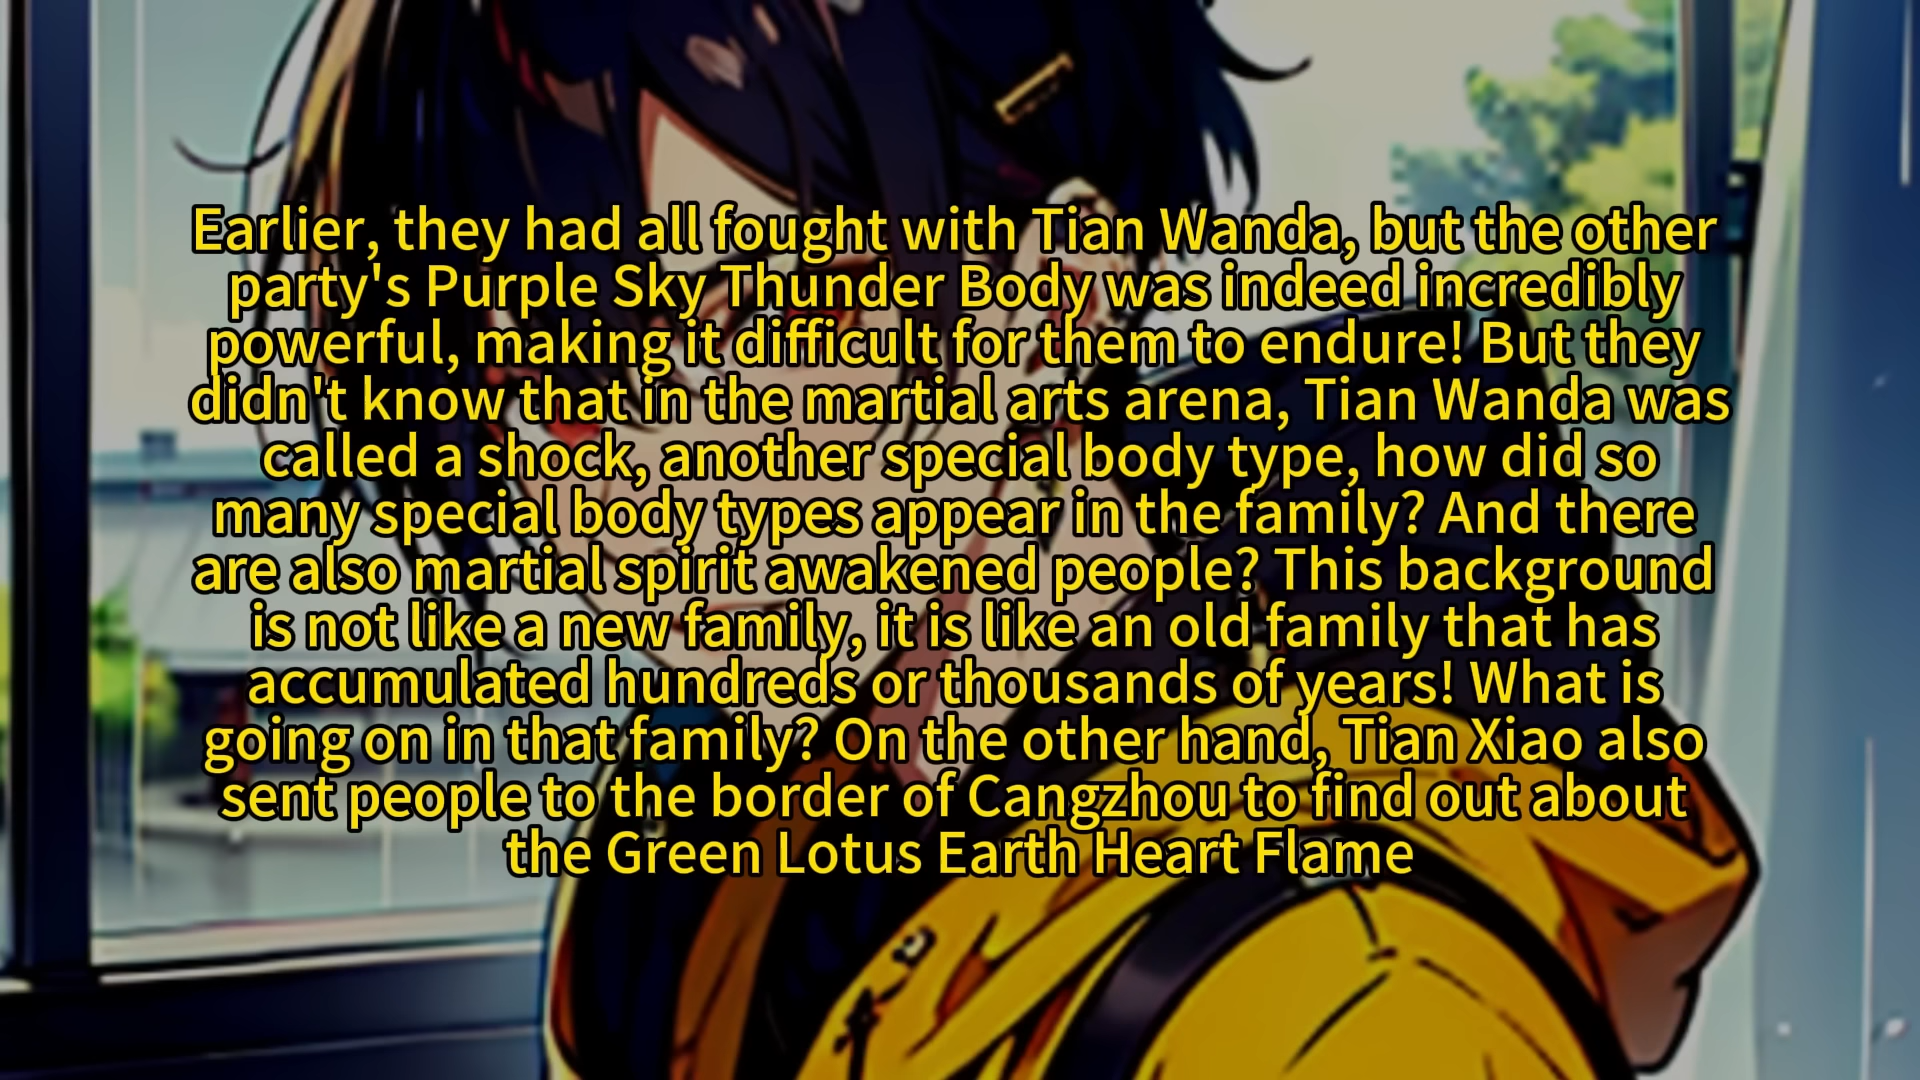 Earlier, they had all fought with Tian Wanda, but the other
party's Purple Sky Thunder Body was indeed incredibly
powerful, making it difficult for them to endure! But they
didn't know that in the martial arts arena, Tian Wanda was
called a shock, another special body type, how did so
many special body types appear in the family? And there
are also martial spirit awakened people? This background
is not like a new family, it is like an old family that has
accumulated hundreds or thousands of years! What is
going on in that family? On the other hand, Tian Xiao also
sent people to the border of Cangzhou to find out about
the Green Lotus Earth Heart Flame